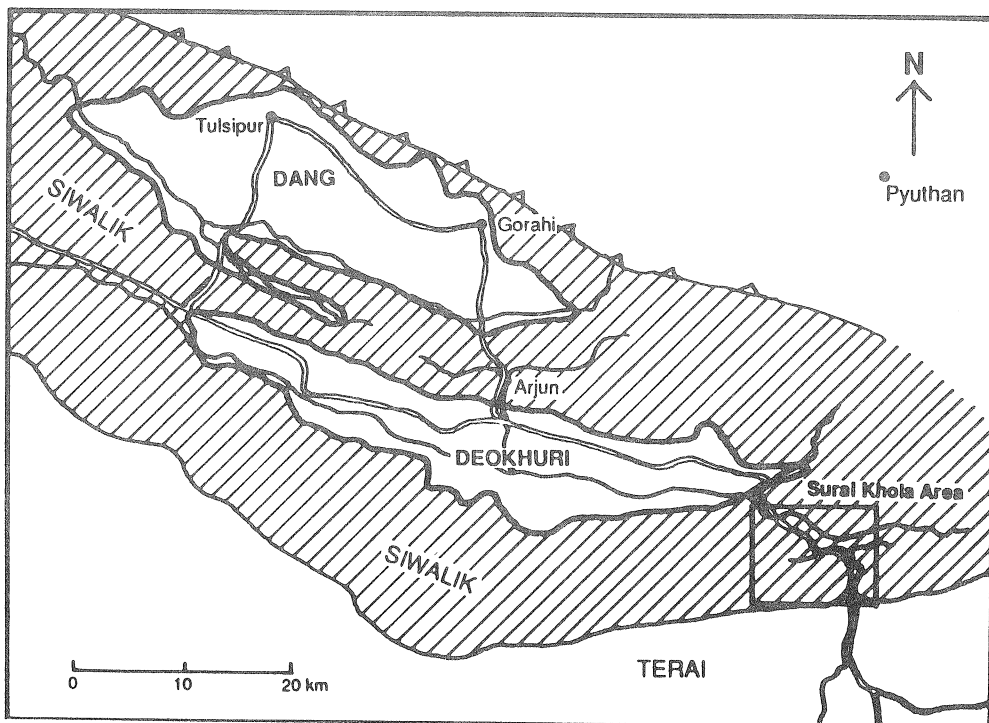 N
Tulsipur
DANG
Pyuthan
SIWALIK
Gorahi
Arjun
DEOKHURI
Surai Khola Area
SIWALIK
TERAI
0 10 20 km